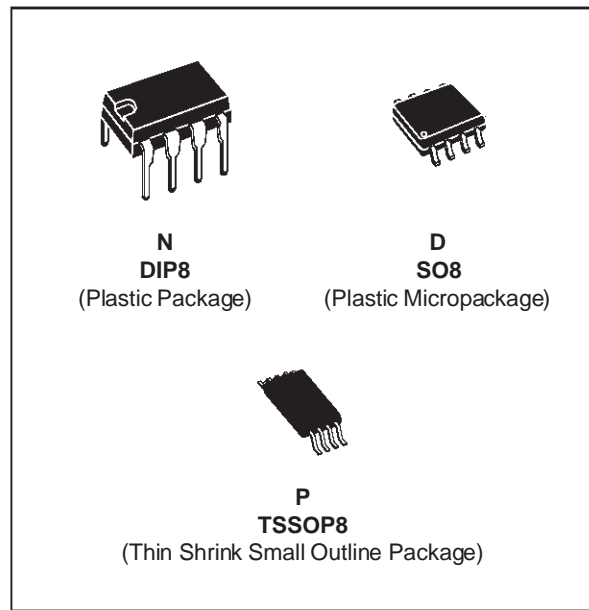 N
DIP8
(Plastic Package)
D
SO8
(Plastic Micropackage)
P
TSSOP8
(Thin Shrink Small Outline Package)